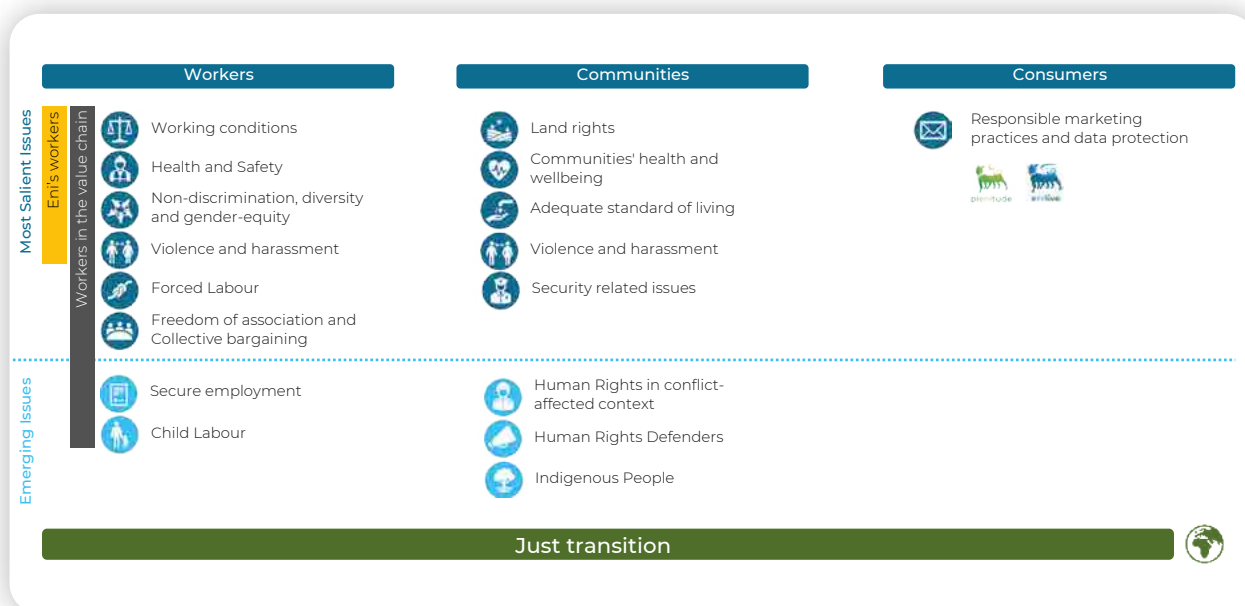 Workers
Communities
Consumers
Most Salient Issues
Eni's workers
Workers in the value chain
Working conditions
Health and Safety
Non-discrimination, diversity
and gender-equity
Violence and harassment
Forced Labour
Freedom of association and
Collective bargaining
Land rights
Communities' health and
wellbeing
Adequate standard of living
Violence and harassment
Security related issues
Responsible marketing
practices and data protection
plenitude
enilive
Emerging Issues
Secure employment
Child Labour
Human Rights in conflict-
affected context
Human Rights Defenders
Indigenous People
Just transition